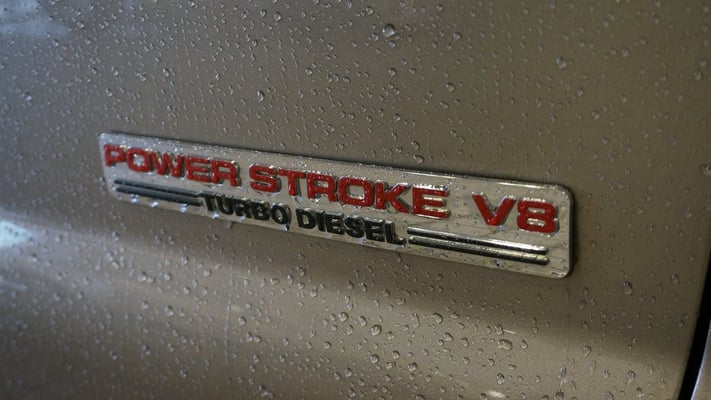 POWER STROKE V8
TURBO DIESEL